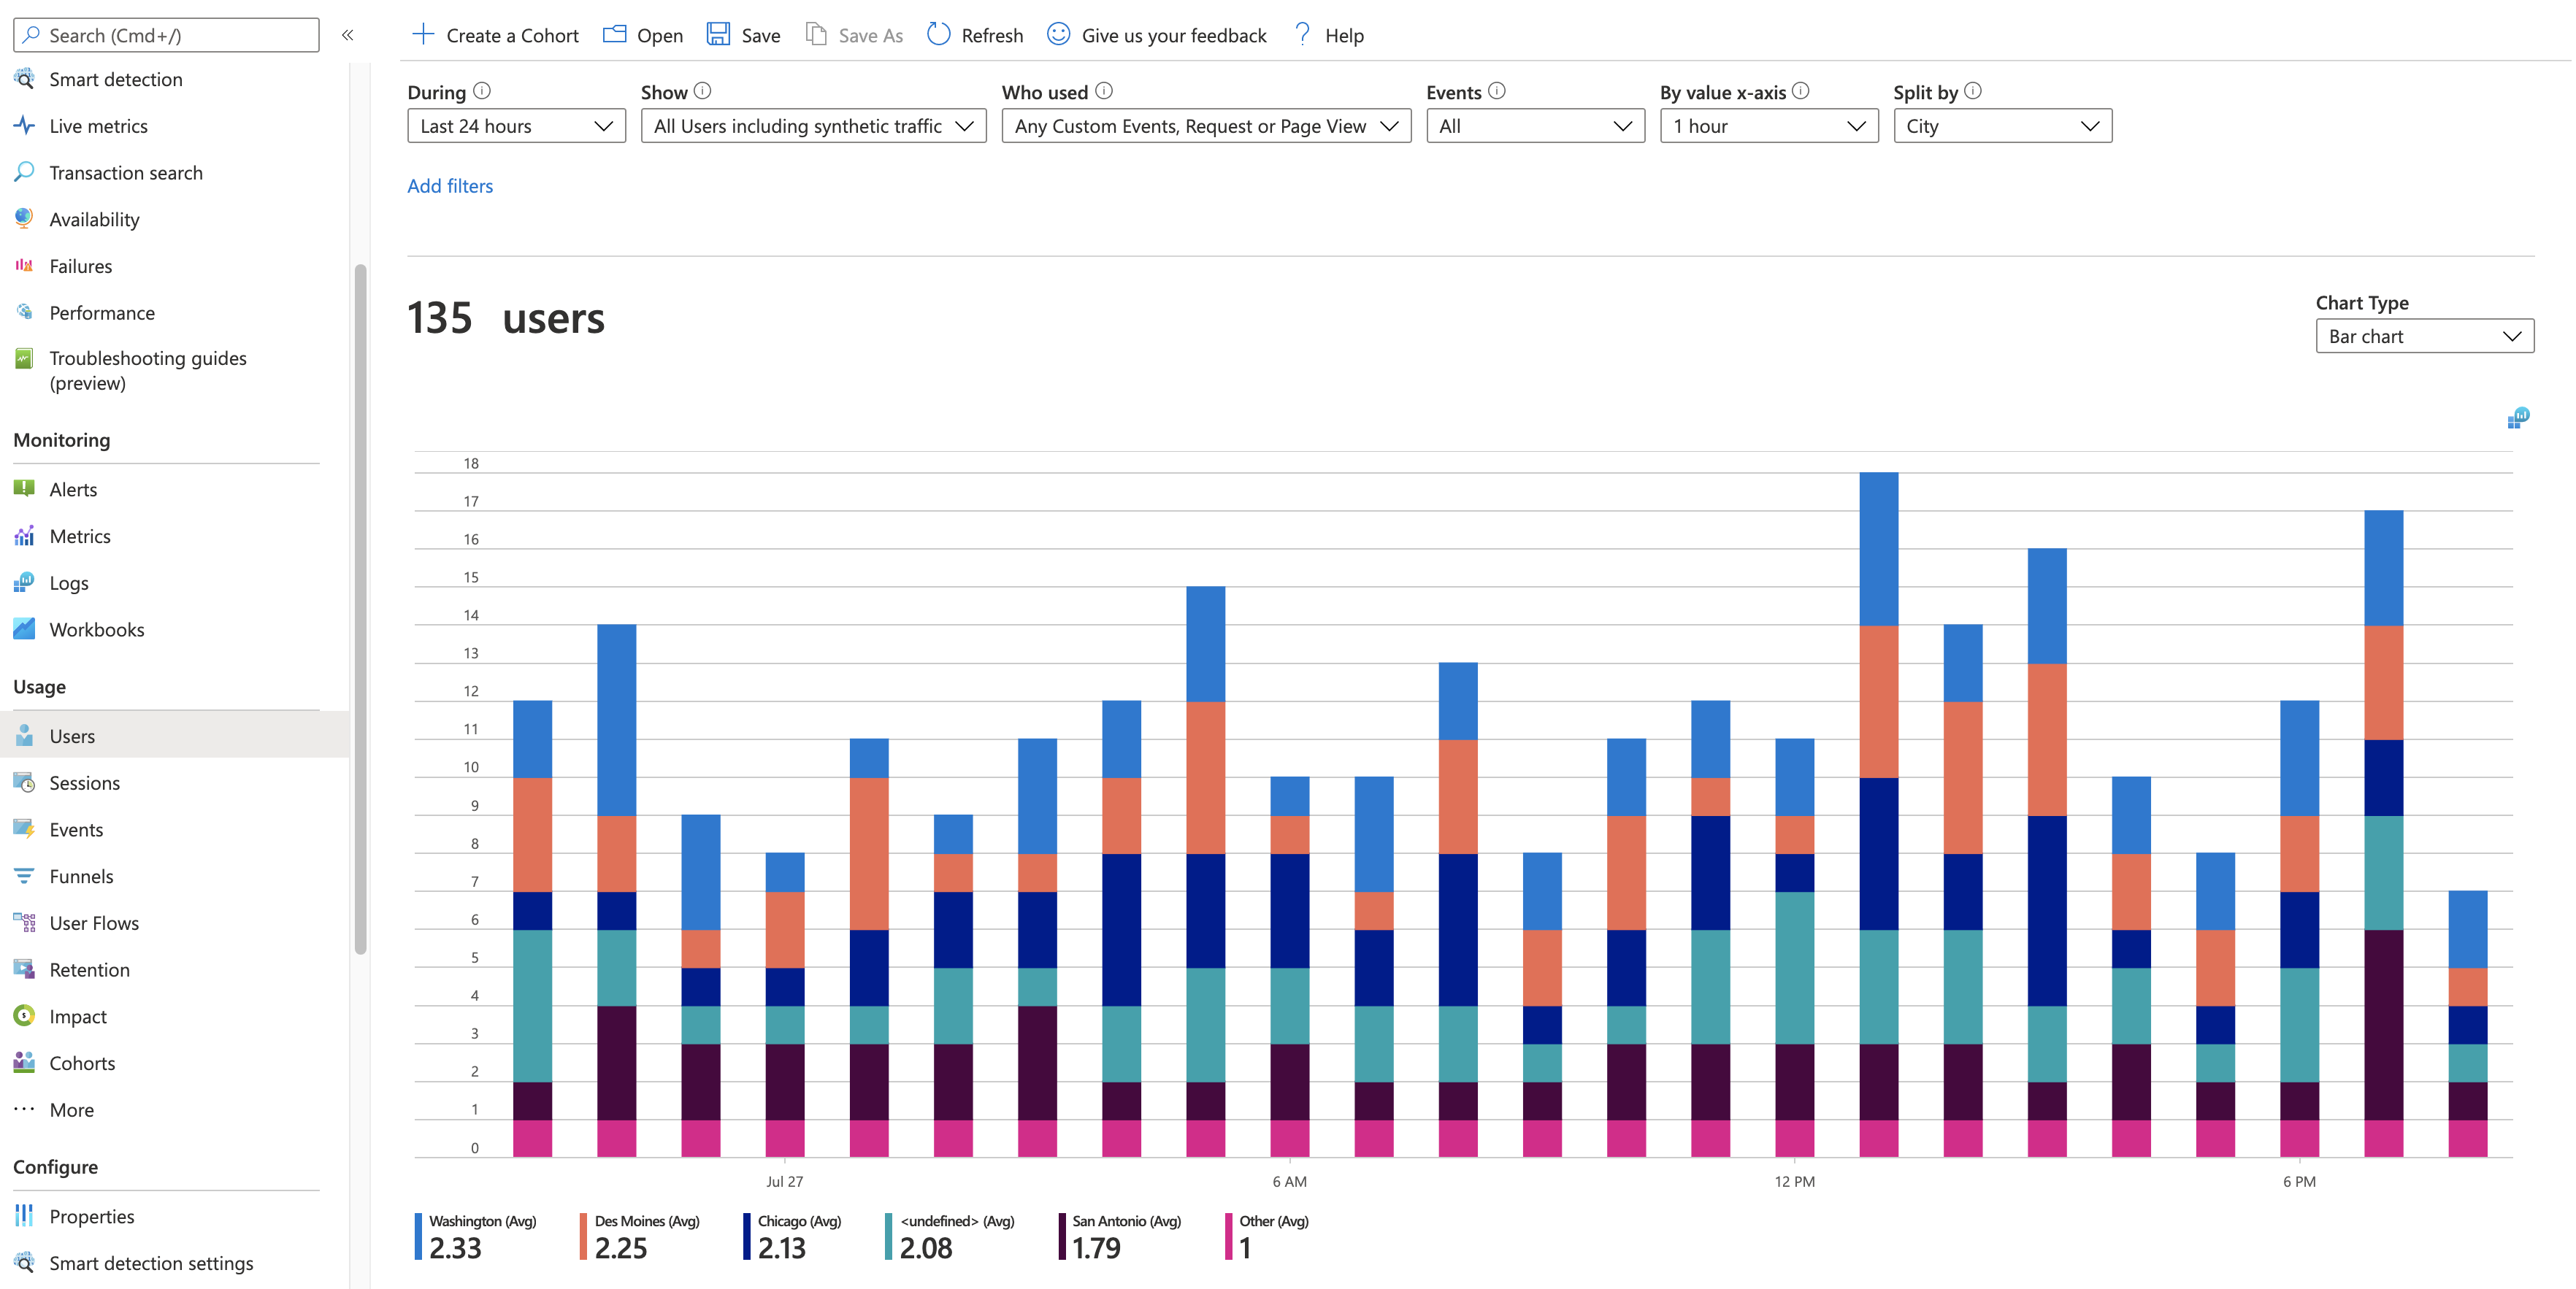 Search (Cmd+/)
«
Smart detection
Live metrics
Transaction search
Availability
Failures
Performance
Troubleshooting guides
(preview)
Monitoring
Alerts
Metrics
Logs
Workbooks
Usage
Users
Sessions
Events
Funnels
User Flows
Retention
Impact
Cohorts
More
Configure
Properties
Smart detection settings
Create a Cohort Open Save Save As Refresh Give us your feedback ? Help
During Show Who used Events By value x-axis Split by
Last 24 hours All Users including synthetic traffic Any Custom Events, Request or Page View All 1 hour City
Add filters
135 users
Chart Type
Bar chart
18
17
16
15
14
13
12
11
10
9
8
7
6
5
4
3
2
1
0
Jul 27 6 AM 12 PM 6 PM
Washington (Avg) Des Moines (Avg) Chicago (Avg) <undefined> (Avg) San Antonio (Avg) Other (Avg)
2.33 2.25 2.13 2.08 1.79 1